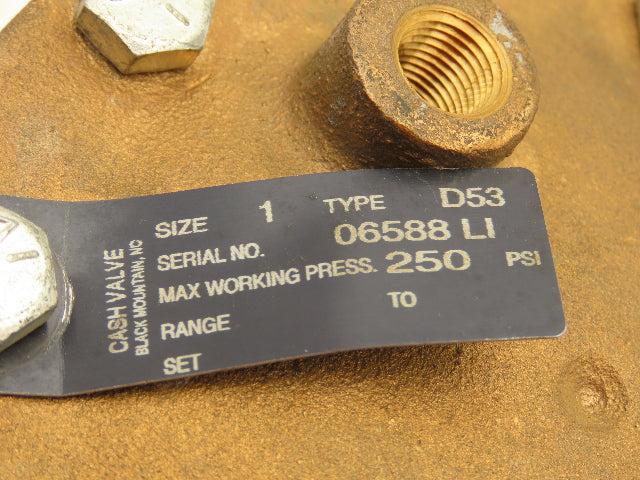 CASH VALVE
BLACK MOUNTAIN, NC
SIZE 1 TYPE D53
SERIAL NO. 06588 LI
MAX WORKING PRESS. 250 PSI
RANGE TO
SET